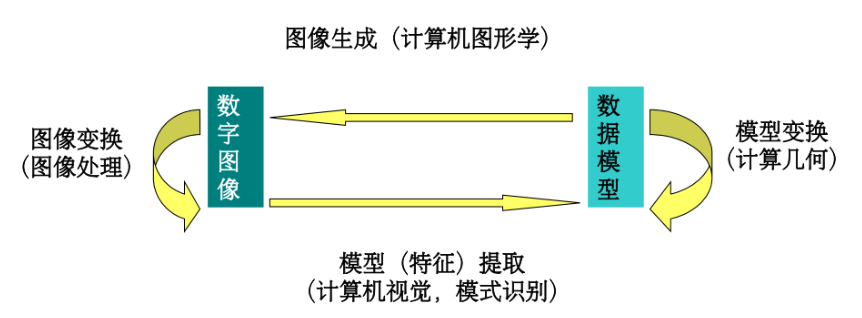 图像生成（计算机图形学）
图像变换
（图像处理）
数字图像
数据模型
模型变换
（计算几何）
模型（特征）提取
（计算机视觉，模式识别）